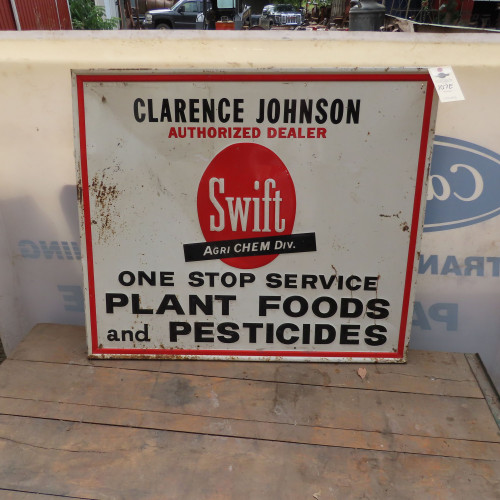 CLARENCE JOHNSON
AUTHORIZED DEALER
Swift
AGRI CHEM DIV.
ONE STOP SERVICE
PLANT FOODS
and PESTICIDES